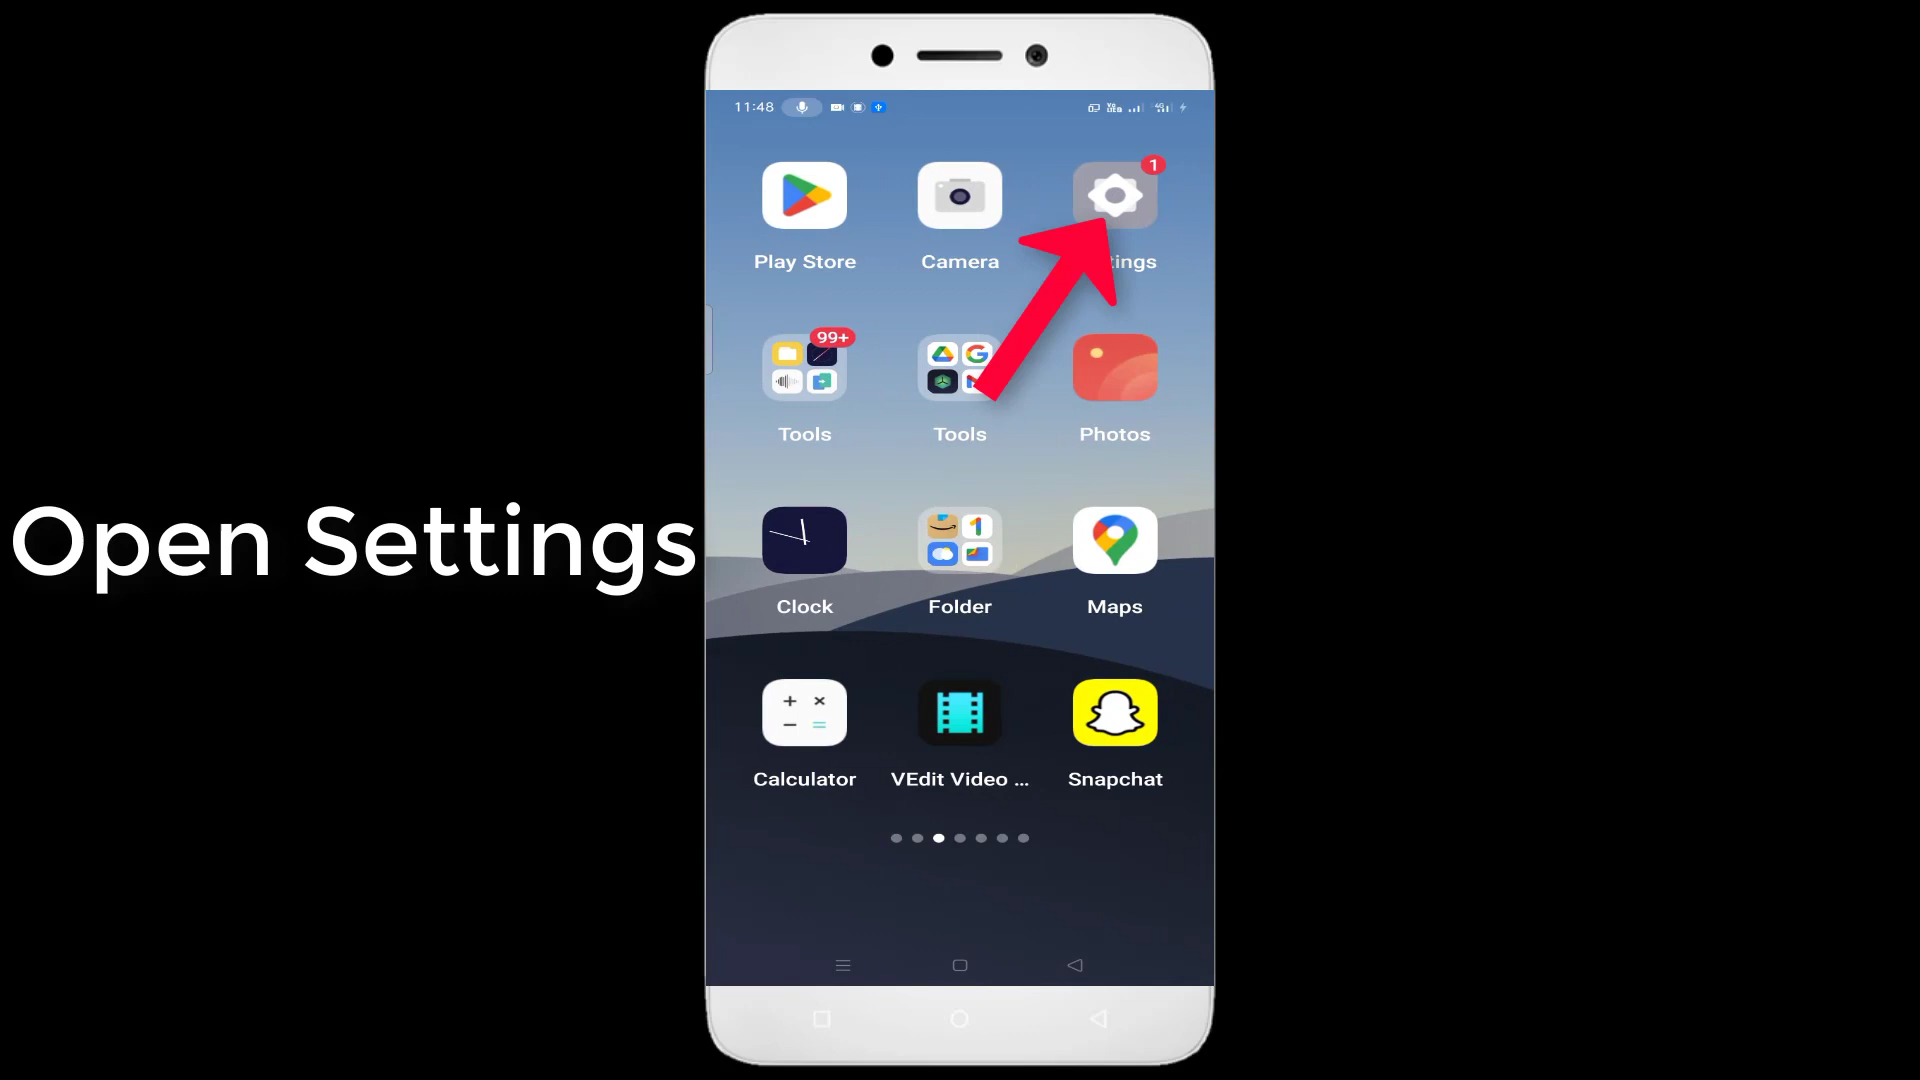 11:48
1
Play Store
Camera
tings
99+
Tools
Tools
Photos
Open Settings
Clock
Folder
Maps
Calculator
VEdit Video ...
Snapchat